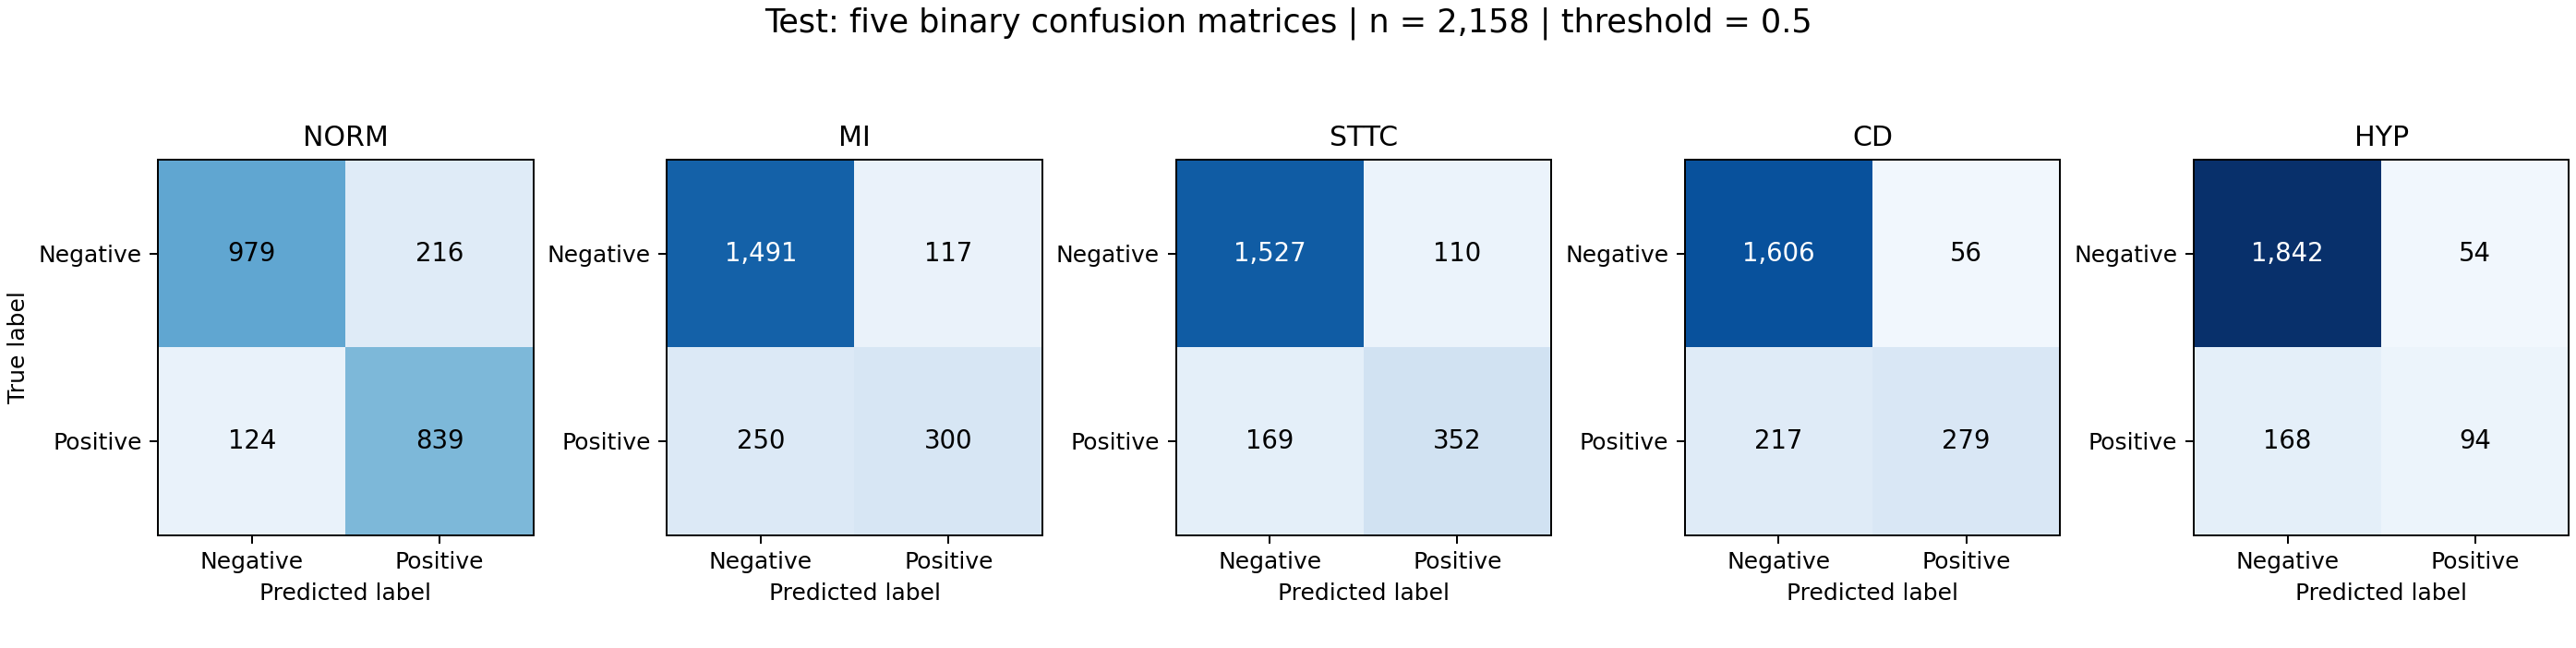 Test: five binary confusion matrices | n = 2,158 | threshold = 0.5
NORM
MI
STTC
CD
HYP
True label
Negative
979
216
Negative
1,491
117
Negative
1,527
110
Negative
1,606
56
Negative
1,842
54
Positive
124
839
Positive
250
300
Positive
169
352
Positive
217
279
Positive
168
94
Negative
Positive
Negative
Positive
Negative
Positive
Negative
Positive
Negative
Positive
Predicted label
Predicted label
Predicted label
Predicted label
Predicted label